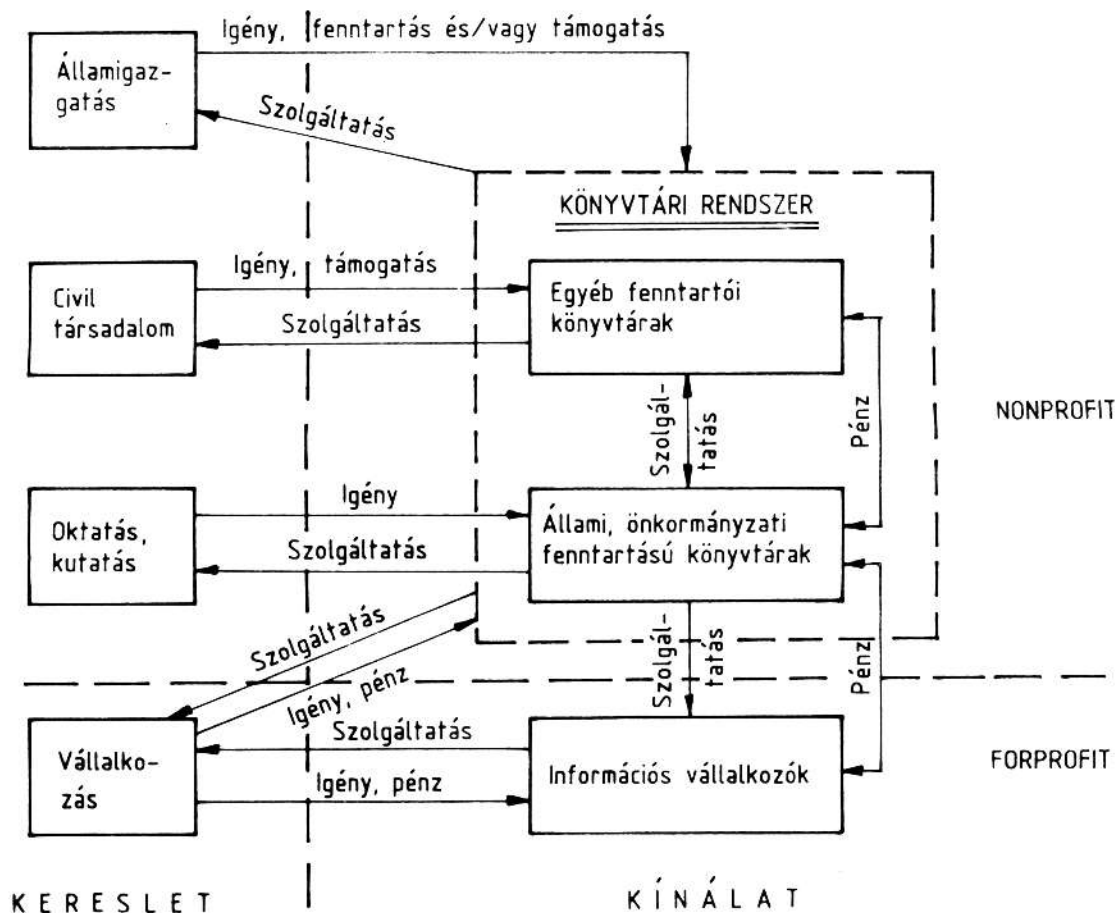 Igény, fenntartás és/vagy támogatás
Államigaz-
gatás
Szolgáltatás
KÖNYVTÁRI RENDSZER
Igény, támogatás
Civil
társadalom
Szolgáltatás
Egyéb fenntartói
könyvtárak
Szolgál-
tatás
Pénz
NONPROFIT
Igény
Oktatás,
kutatás
Szolgáltatás
Állami, önkormányzati
fenntartású könyvtárak
Szolgáltatás
Igény, pénz
Szolgál-
tatás
Pénz
Vállalko-
zás
Szolgáltatás
Igény, pénz
Információs vállalkozók
FORPROFIT
KERESLET
KÍNÁLAT